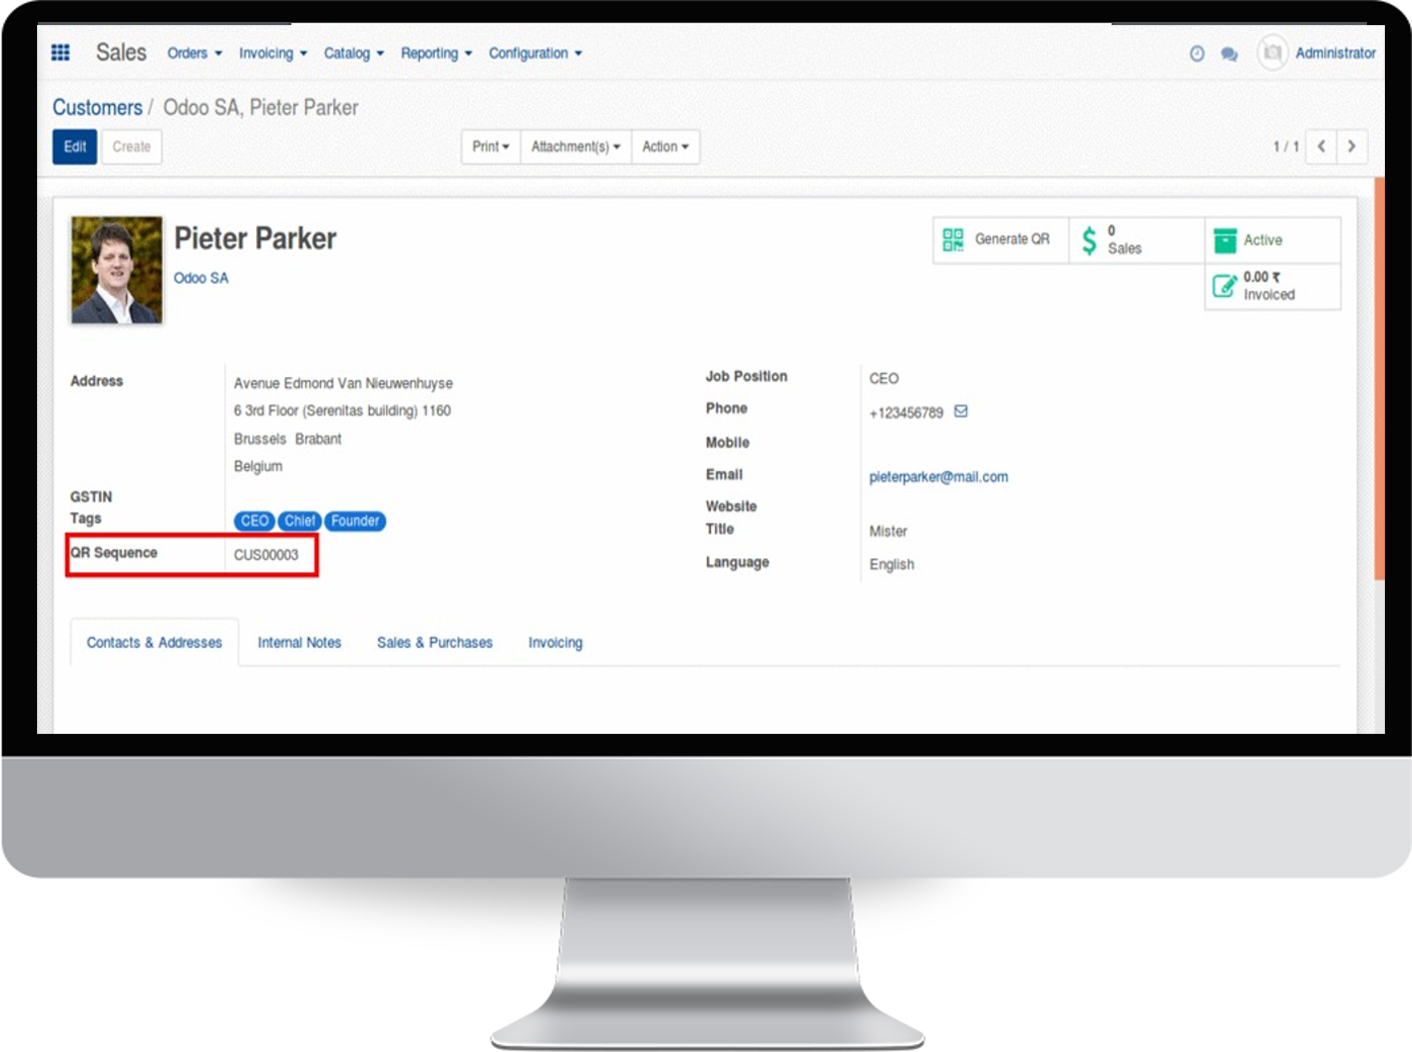 Sales Orders Invoicing Catalog Reporting Configuration Administrator
Customers / Odoo SA, Pieter Parker
Edit Create Print Attachment(s) Action 1 / 1
Pieter Parker
Odoo SA
Generate QR
0
Sales
Active
0.00 ₹
Invoiced
Address
Avenue Edmond Van Nieuwenhuyse
6 3rd Floor (Serenitas building) 1160
Brussels Brabant
Belgium
GSTIN
Tags CEO Chief Founder
QR Sequence CUS00003
Job Position CEO
Phone +123456789
Mobile
Email pieterparker@mail.com
Website
Title Mister
Language English
Contacts & Addresses Internal Notes Sales & Purchases Invoicing